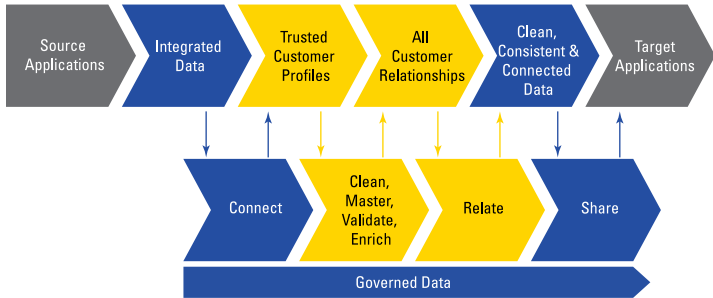 Source
Applications
Integrated
Data
Trusted
Customer
Profiles
All
Customer
Relationships
Clean,
Consistent &
Connected
Data
Target
Applications
Connect
Clean,
Master,
Validate,
Enrich
Relate
Share
Governed Data